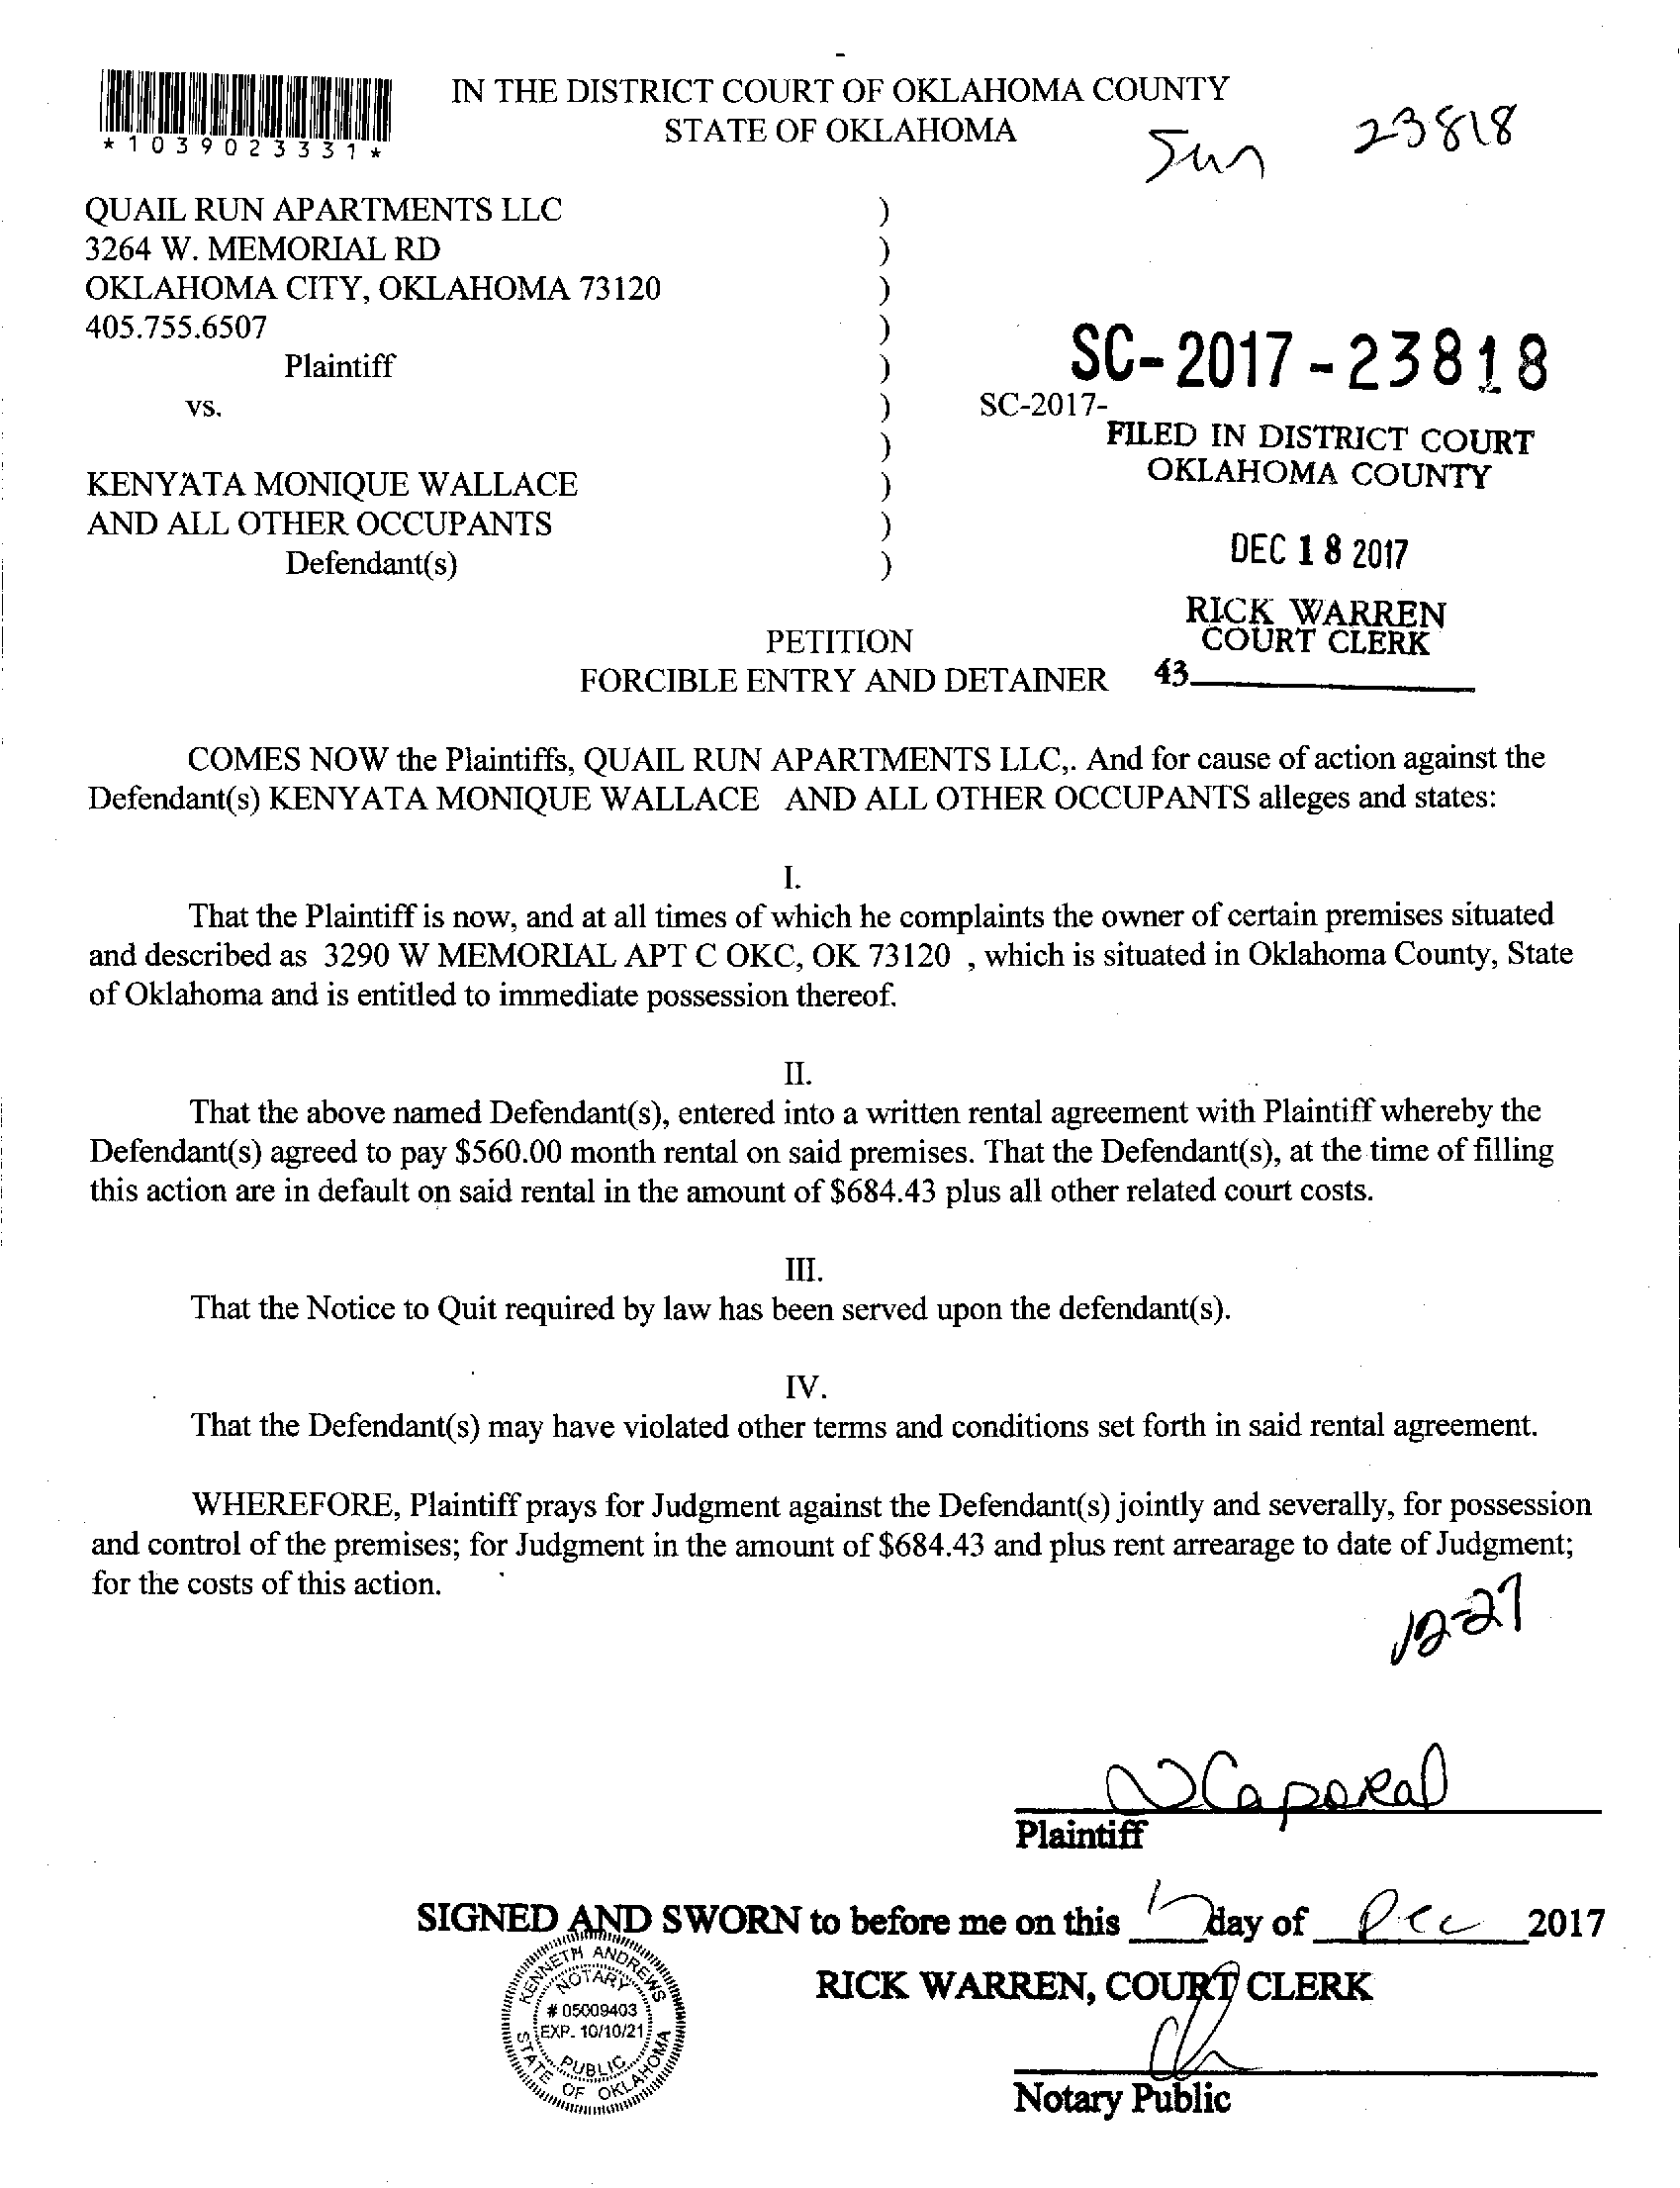 IN THE DISTRICT COURT OF OKLAHOMA COUNTY
STATE OF OKLAHOMA
*1039023331*
23818
QUAIL RUN APARTMENTS LLC )
3264 W. MEMORIAL RD )
OKLAHOMA CITY, OKLAHOMA 73120 )
405.755.6507 )
Plaintiff )
SC-2017-23818
vs. ) SC-2017-
)
FILED IN DISTRICT COURT
OKLAHOMA COUNTY
KENYATA MONIQUE WALLACE )
AND ALL OTHER OCCUPANTS )
Defendant(s) )
DEC 18 2017
RICK WARREN
COURT CLERK
43
PETITION
FORCIBLE ENTRY AND DETAINER
COMES NOW the Plaintiffs, QUAIL RUN APARTMENTS LLC,. And for cause of action against the
Defendant(s) KENYATA MONIQUE WALLACE AND ALL OTHER OCCUPANTS alleges and states:
I.
That the Plaintiff is now, and at all times of which he complaints the owner of certain premises situated
and described as 3290 W MEMORIAL APT C OKC, OK 73120 , which is situated in Oklahoma County, State
of Oklahoma and is entitled to immediate possession thereof.
II.
That the above named Defendant(s), entered into a written rental agreement with Plaintiff whereby the
Defendant(s) agreed to pay $560.00 month rental on said premises. That the Defendant(s), at the time of filling
this action are in default on said rental in the amount of $684.43 plus all other related court costs.
III.
That the Notice to Quit required by law has been served upon the defendant(s).
IV.
That the Defendant(s) may have violated other terms and conditions set forth in said rental agreement.
WHEREFORE, Plaintiff prays for Judgment against the Defendant(s) jointly and severally, for possession
and control of the premises; for Judgment in the amount of $684.43 and plus rent arrearage to date of Judgment;
for the costs of this action.
12-27
Caporal
Plaintiff
SIGNED AND SWORN to before me on this day of Dec 2017
RICK WARREN, COURT CLERK
Notary Public
KENNETH ANDREWS
NOTARY
# 05009403
EXP. 10/10/21
PUBLIC
STATE OF OKLAHOMA